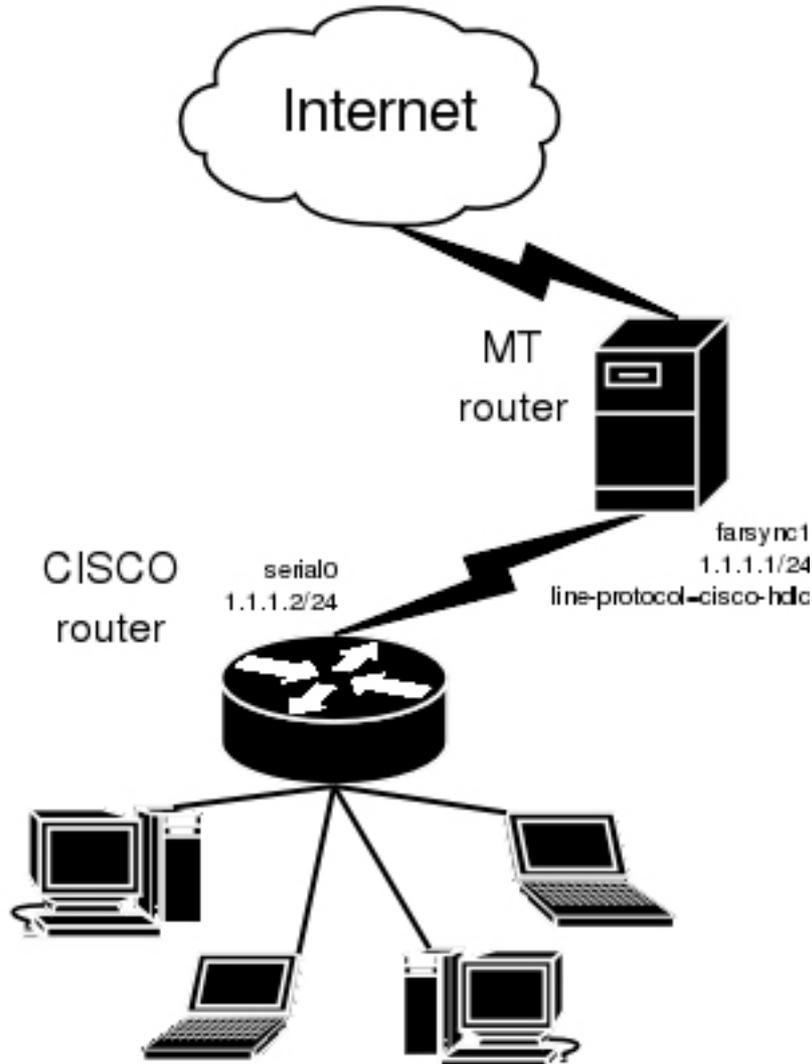 Internet
MT
router
farsync1
1.1.1.1/24
line-protocol=cisco-hdlc
CISCO
router
serial0
1.1.1.2/24